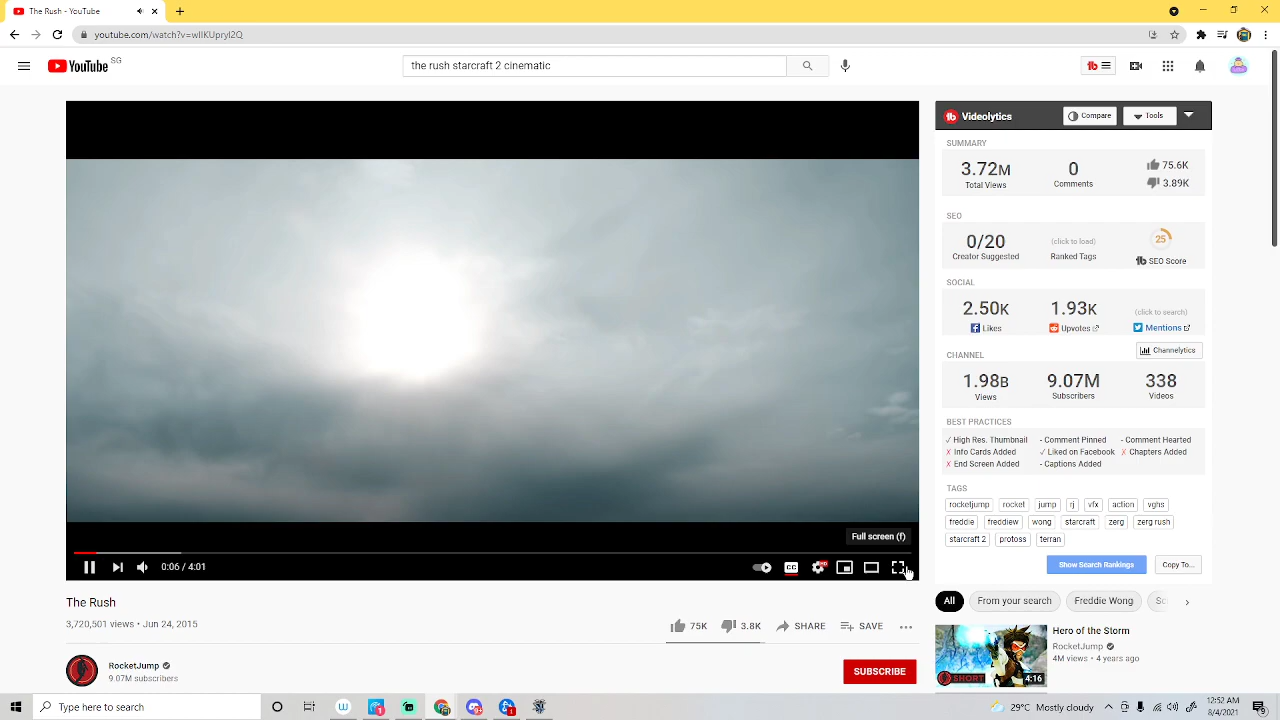 The Rush - YouTube
youtube.com/watch?v=wlIKUpryI2Q
YouTube SG
the rush starcraft 2 cinematic
Videolytics
Compare
Tools
SUMMARY
3.72M
Total Views
0
Comments
75.6K
3.89K
SEO
0/20
Creator Suggested
(click to load)
Ranked Tags
25
SEO Score
SOCIAL
2.50K
Likes
1.93K
Upvotes
(click to search)
Mentions
CHANNEL
Channelytics
1.98B
Views
9.07M
Subscribers
338
Videos
BEST PRACTICES
✓ High Res. Thumbnail - Comment Pinned - Comment Hearted
✗ Info Cards Added ✓ Liked on Facebook ✗ Chapters Added
✗ End Screen Added - Captions Added
TAGS
rocketjump rocket jump rj vfx action vghs
freddie freddiew wong starcraft zerg zerg rush
starcraft 2 protoss terran
Show Search Rankings
Copy To...
Full screen (f)
0:06 / 4:01
CC
HD
The Rush
3,720,501 views • Jun 24, 2015
75K
3.8K
SHARE
SAVE
RocketJump
9.07M subscribers
SUBSCRIBE
All
From your search
Freddie Wong
Hero of the Storm
RocketJump
4M views • 4 years ago
SHORT
4:16
Type here to search
1
1
29°C Mostly cloudy
12:52 AM
8/4/2021